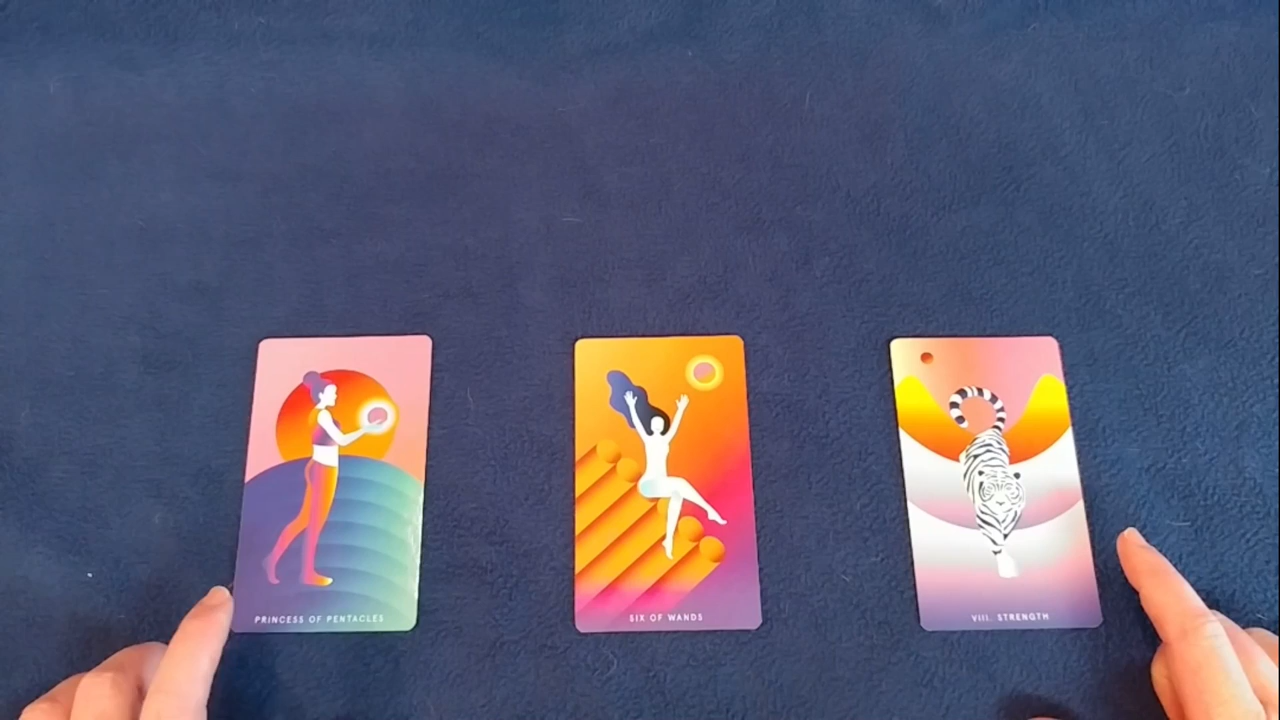 PRINCESS OF PENTACLES
SIX OF WANDS
VIII. STRENGTH